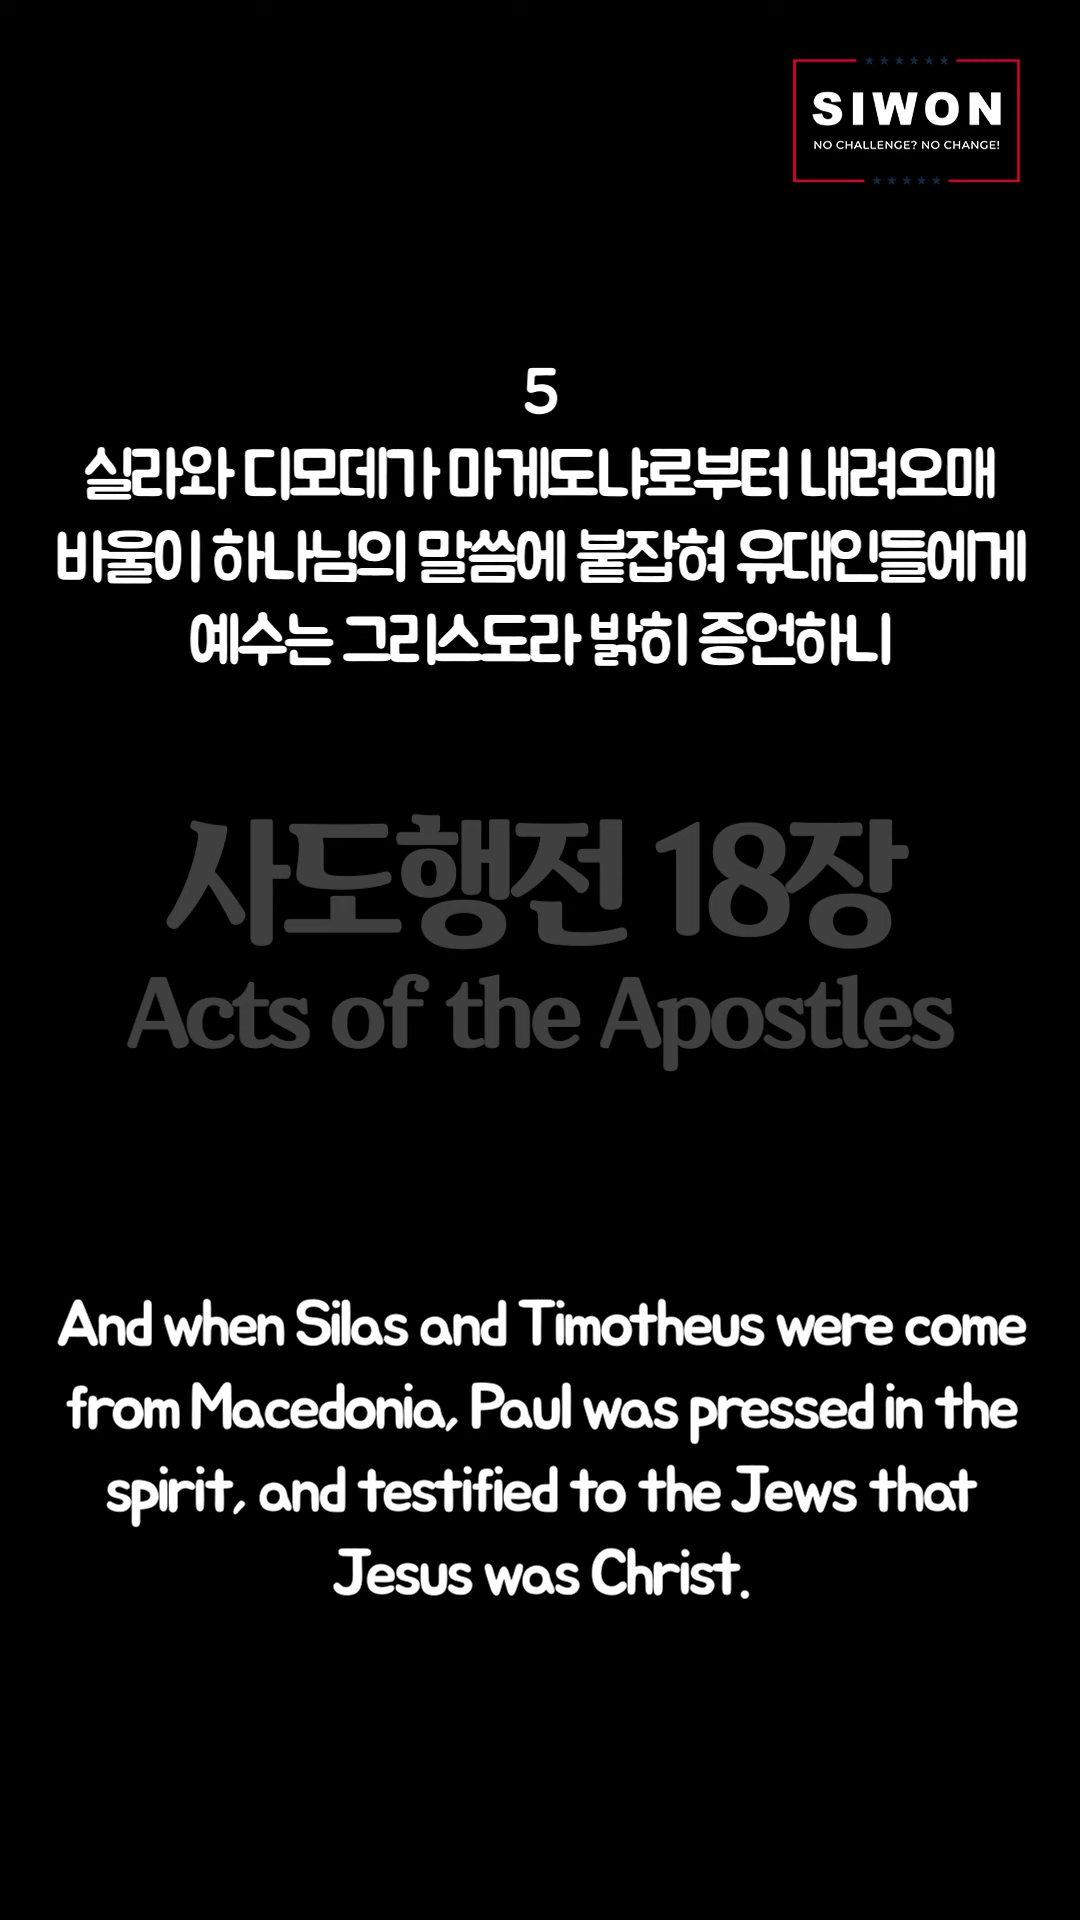 SIWON
NO CHALLENGE? NO CHANGE!
5
실라와 디모데가 마게도냐로부터 내려오매
바울이 하나님의 말씀에 붙잡혀 유대인들에게
예수는 그리스도라 밝히 증언하니
사도행전 18장
Acts of the Apostles
And when Silas and Timotheus were come
from Macedonia, Paul was pressed in the
spirit, and testified to the Jews that
Jesus was Christ.